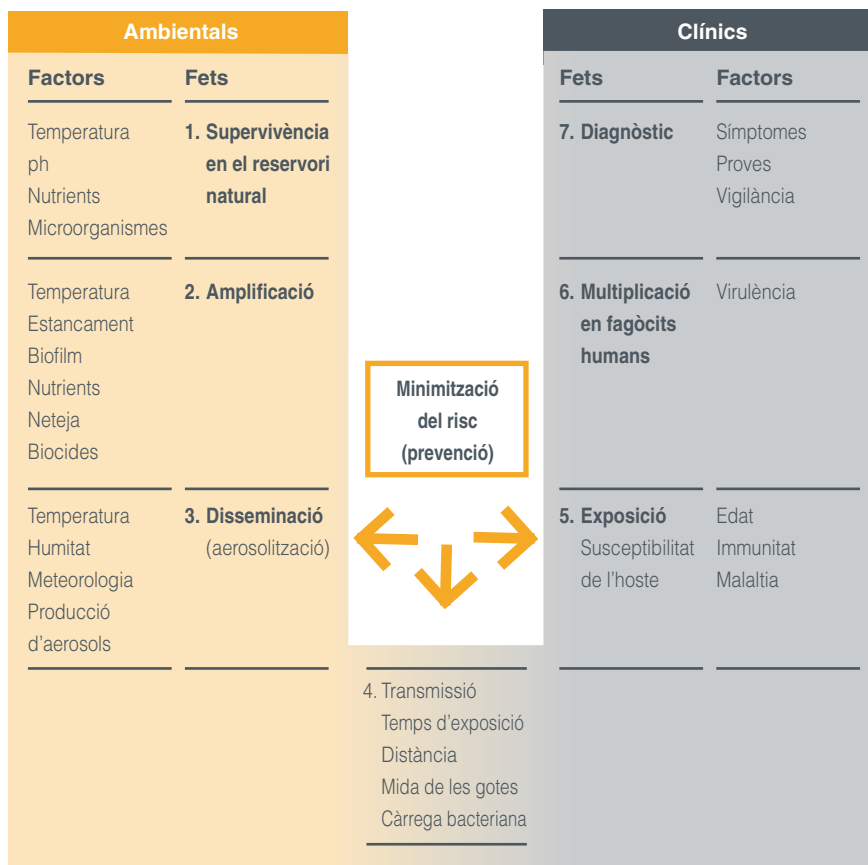 Ambientals
Factors
Fets
Temperatura
ph
Nutrients
Microorganismes
1. Supervivència
en el reservori
natural
Temperatura
Estancament
Biofilm
Nutrients
Neteja
Biocides
2. Amplificació
Temperatura
Humitat
Meteorologia
Producció
d'aerosols
3. Disseminació
(aerosolització)
Minimització
del risc
(prevenció)
4. Transmissió
Temps d'exposició
Distància
Mida de les gotes
Càrrega bacteriana
Clínics
Fets
Factors
7. Diagnòstic
Símptomes
Proves
Vigilància
6. Multiplicació
en fagòcits
humans
Virulència
5. Exposició
Susceptibilitat
de l'hoste
Edat
Immunitat
Malaltia